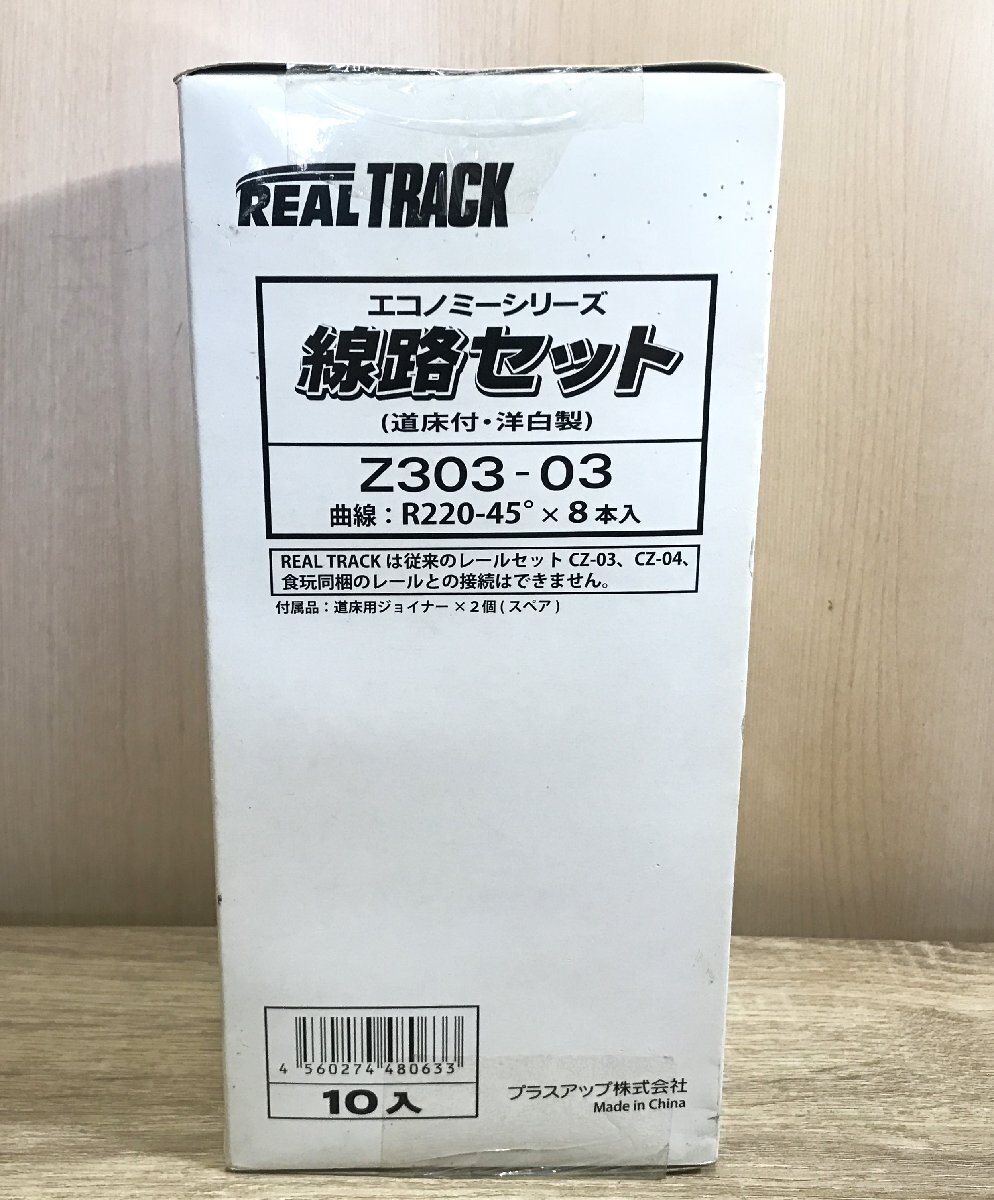 REAL TRACK
エコノミーシリーズ
線路セット
(道床付・洋白製)
Z303-03
曲線：R220-45°×8本入
REAL TRACKは従来のレールセット CZ-03、CZ-04、
食玩同梱のレールとの接続はできません。
付属品：道床用ジョイナー×2個(スペア)
4 560274 480633
10入
プラスアップ株式会社
Made in China